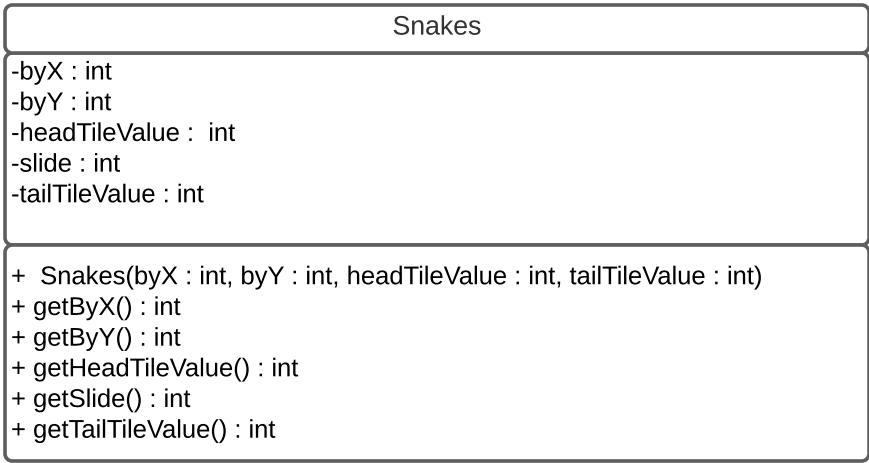 Snakes
-byX : int
-byY : int
-headTileValue :  int
-slide : int
-tailTileValue : int
+  Snakes(byX : int, byY : int, headTileValue : int, tailTileValue : int)
+ getByX() : int
+ getByY() : int
+ getHeadTileValue() : int
+ getSlide() : int
+ getTailTileValue() : int